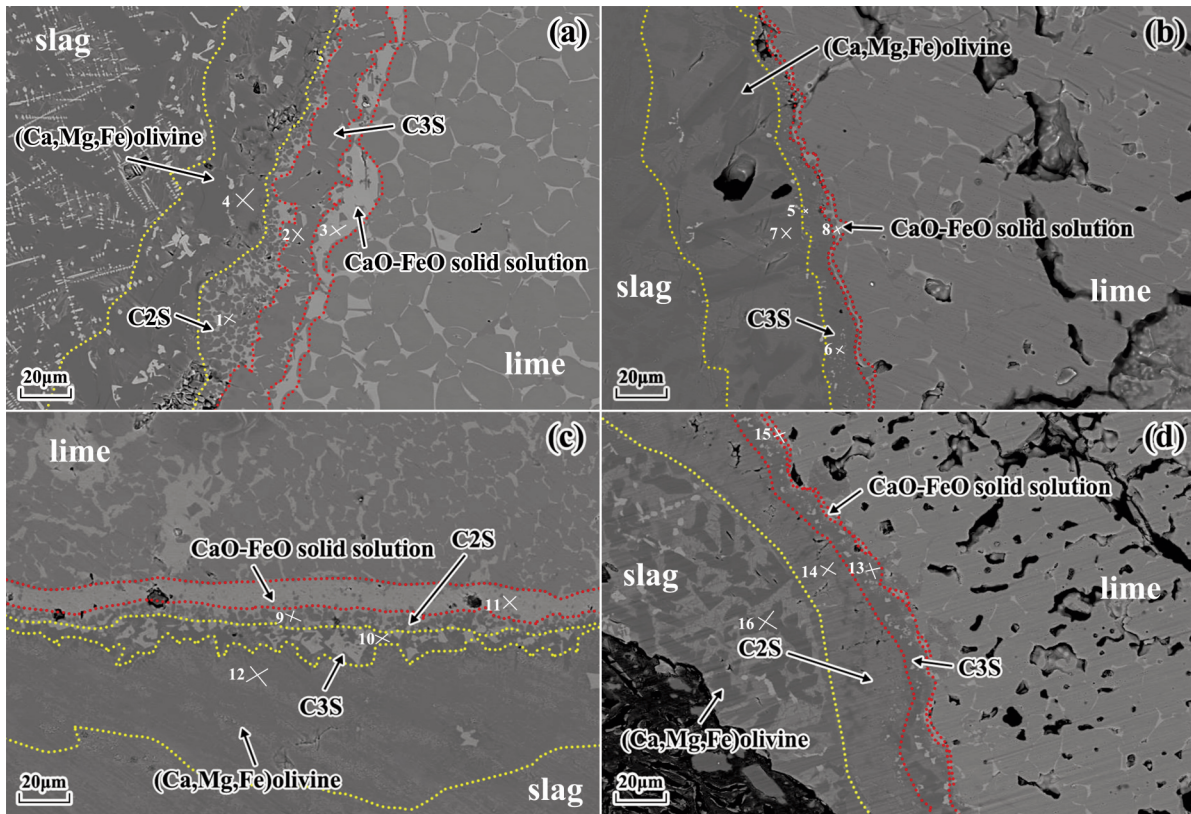 slag
(a)
C3S
(Ca,Mg,Fe)olivine
4
2
3
CaO-FeO solid solution
1
C2S
lime
20μm
(b)
(Ca,Mg,Fe)olivine
5
7
8
CaO-FeO solid solution
slag
lime
C3S
6
20μm
(c)
lime
C2S
CaO-FeO solid solution
11
9
10
12
C3S
(Ca,Mg,Fe)olivine
slag
20μm
(d)
15
CaO-FeO solid solution
slag
14
13
lime
16
C2S
C3S
(Ca,Mg,Fe)olivine
20μm